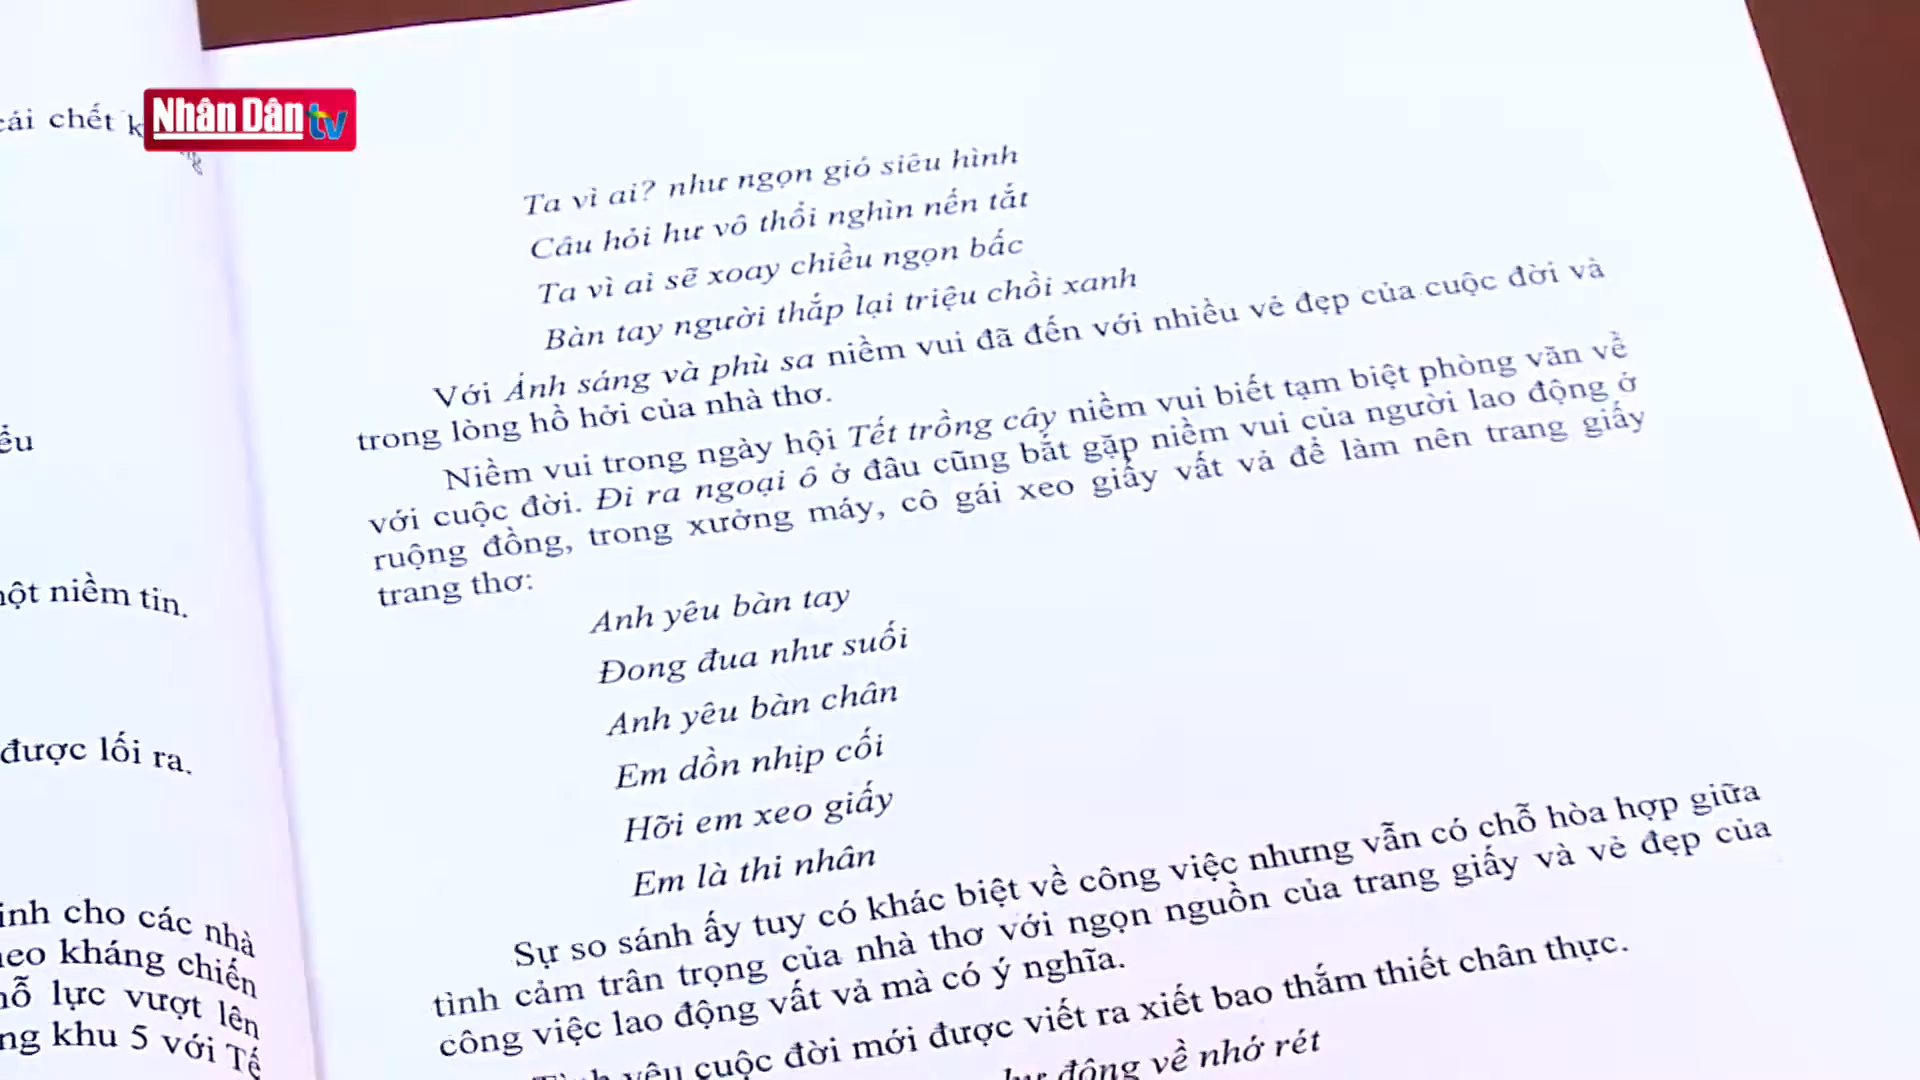 cái chết
Nhân Dân tv
một niềm tin.
được lối ra.
cho các nhà
kháng chiến
lực vượt lên
khu 5 với Tế
Ta vì ai? như ngọn gió siêu hình
Câu hỏi hư vô thổi nghìn nến tắt
Ta vì ai sẽ xoay chiều ngọn bấc
Bàn tay người thắp lại triệu chồi xanh
Với Ánh sáng và phù sa niềm vui đã đến với nhiều vẻ đẹp của cuộc đời và
trong lòng hồ hởi của nhà thơ.
Niềm vui trong ngày hội Tết trồng cây niềm vui biết tạm biệt phòng văn về
với cuộc đời. Đi ra ngoại ô ở đâu cũng bắt gặp niềm vui của người lao động ở
ruộng đồng, trong xưởng máy, cô gái xeo giấy vất vả để làm nên trang giấy
trang thơ:
Anh yêu bàn tay
Đong đua như suối
Anh yêu bàn chân
Em dồn nhịp cối
Hỡi em xeo giấy
Em là thi nhân
Sự so sánh ấy tuy có khác biệt về công việc nhưng vẫn có chỗ hòa hợp giữa
tình cảm trân trọng của nhà thơ với ngọn nguồn của trang giấy và vẻ đẹp của
công việc lao động vất vả mà có ý nghĩa.
Tình yêu cuộc đời mới được viết ra xiết bao thắm thiết chân thực.
đông về nhớ rét